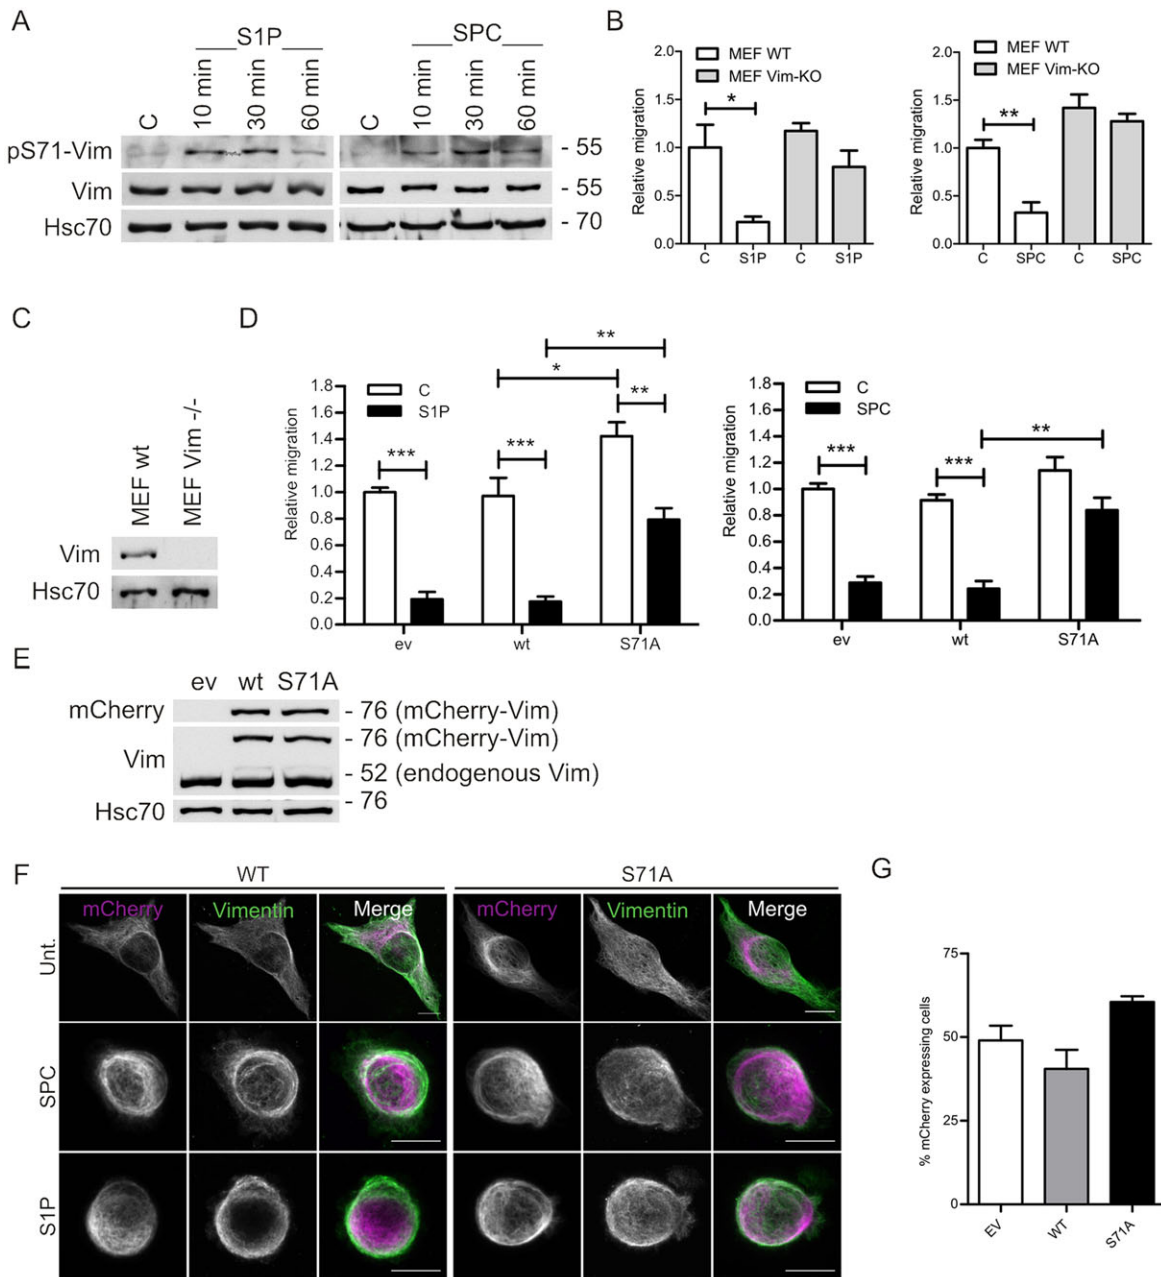 A
S1P
SPC
C
10 min
30 min
60 min
C
10 min
30 min
60 min
pS71-Vim
- 55
Vim
- 55
Hsc70
- 70
B
MEF WT
MEF Vim-KO
Relative migration
2.0
1.5
1.0
0.5
0.0
*
C
S1P
C
S1P
MEF WT
MEF Vim-KO
Relative migration
2.0
1.5
1.0
0.5
0.0
**
C
SPC
C
SPC
C
MEF wt
MEF Vim -/-
Vim
Hsc70
D
C
S1P
Relative migration
1.8
1.6
1.4
1.2
1.0
0.8
0.6
0.4
0.2
0.0
**
*
**
***
***
ev
wt
S71A
C
SPC
Relative migration
1.8
1.6
1.4
1.2
1.0
0.8
0.6
0.4
0.2
0.0
**
***
***
ev
wt
S71A
E
ev wt S71A
mCherry
- 76 (mCherry-Vim)
Vim
- 76 (mCherry-Vim)
- 52 (endogenous Vim)
Hsc70
- 76
F
WT
S71A
mCherry Vimentin Merge mCherry Vimentin Merge
Unt.
SPC
S1P
G
% mCherry expressing cells
75
50
25
0
EV
WT
S71A